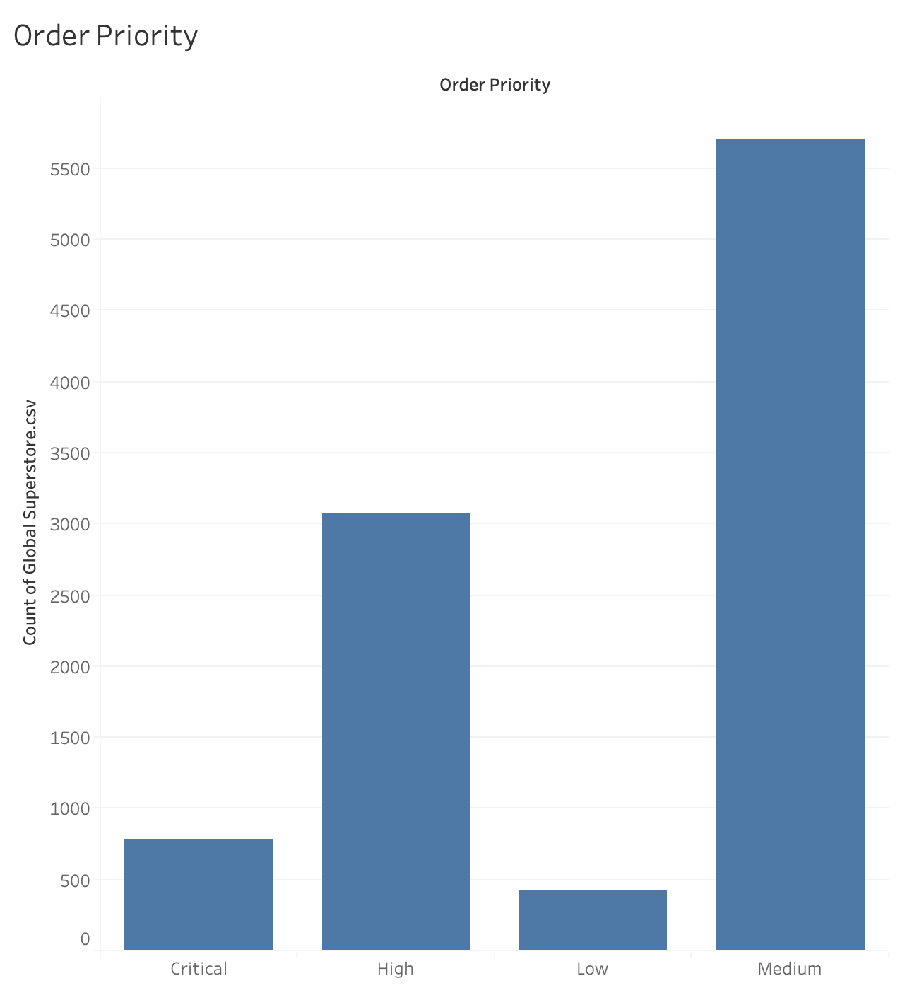 Order Priority
Order Priority
5500
5000
4500
4000
3500
3000
2500
2000
1500
1000
500
0
Count of Global Superstore.csv
Critical
High
Low
Medium